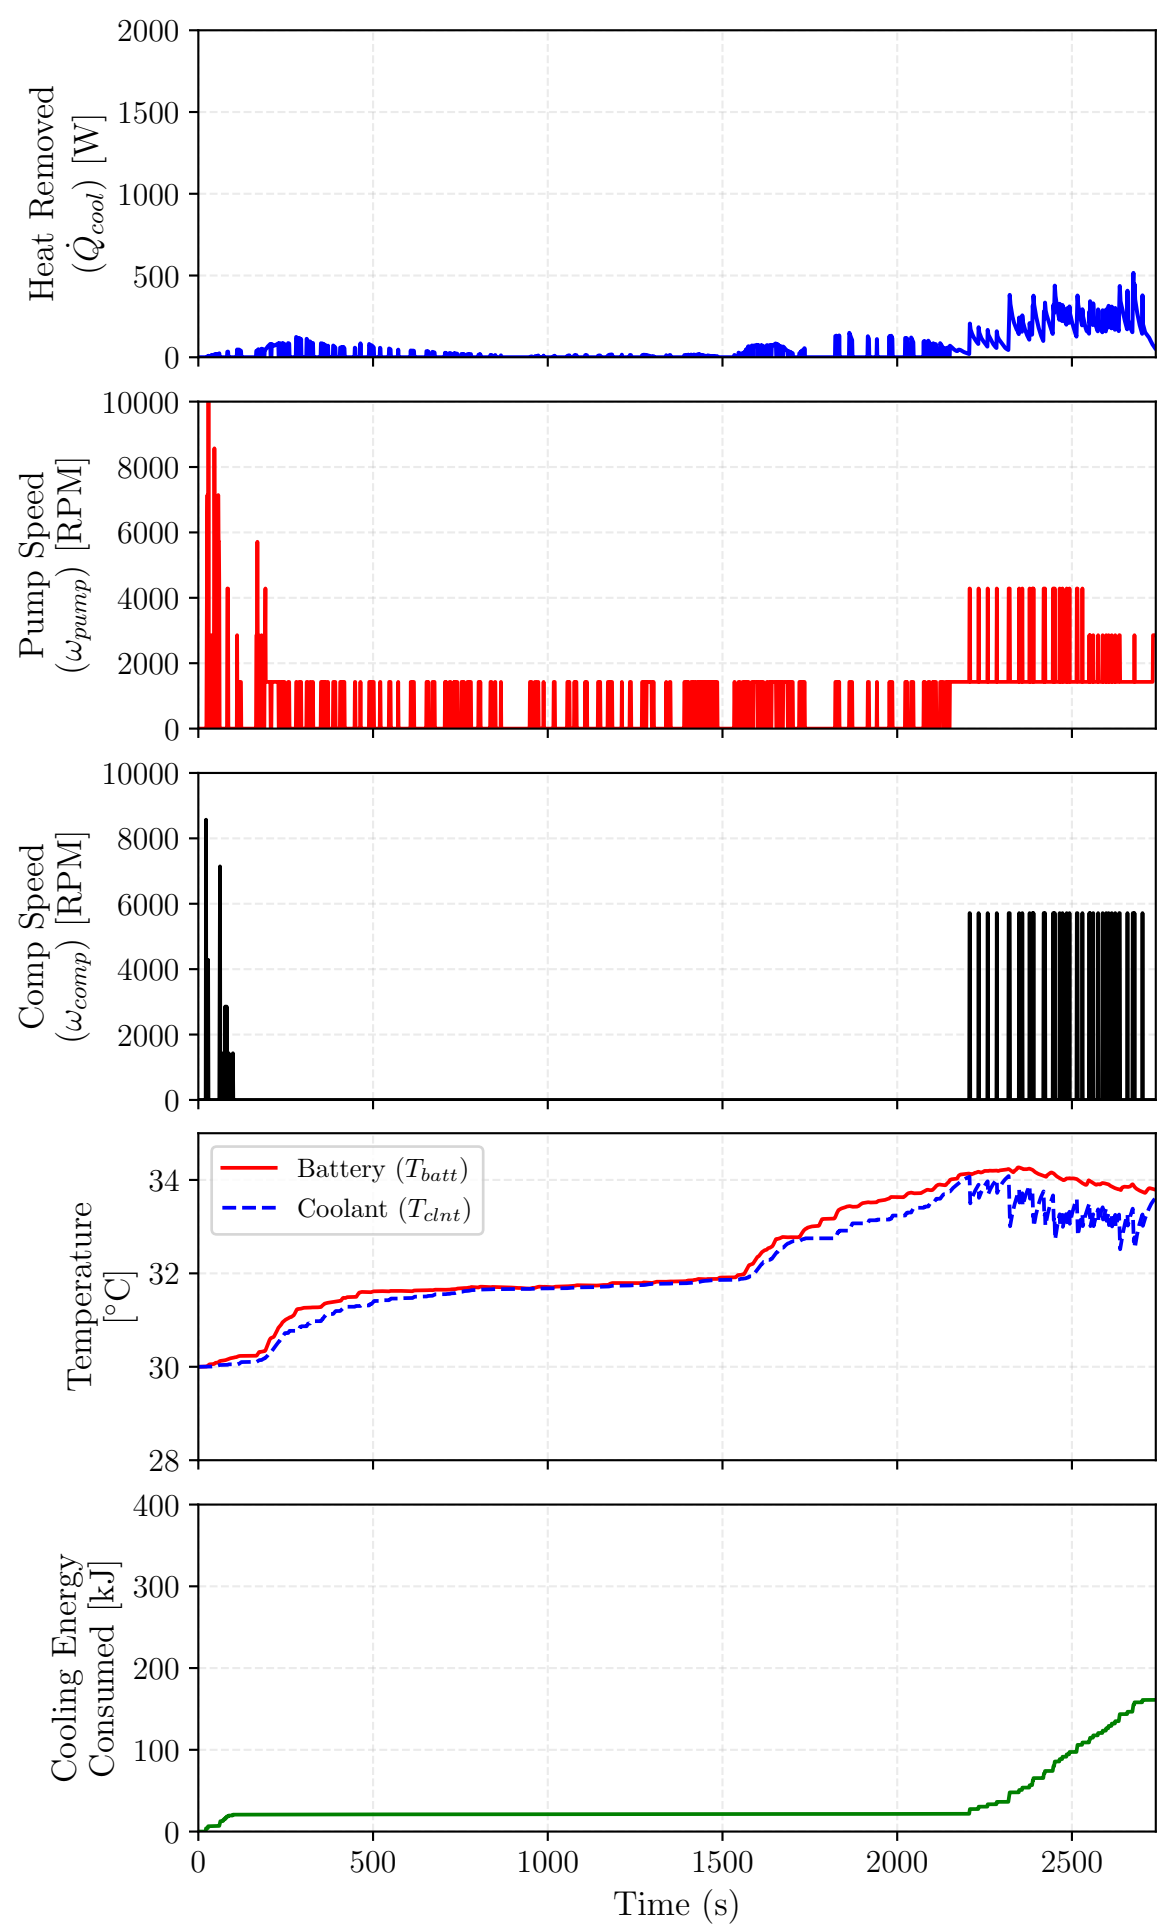 2000
1500
1000
500
0
Heat Removed
(Q̇cool) [W]
10000
8000
6000
4000
2000
0
Pump Speed
(ωpump) [RPM]
10000
8000
6000
4000
2000
0
Comp Speed
(ωcomp) [RPM]
34
32
30
28
Temperature
[°C]
Battery (Tbatt)
Coolant (Tclnt)
400
300
200
100
0
Cooling Energy
Consumed [kJ]
0 500 1000 1500 2000 2500
Time (s)